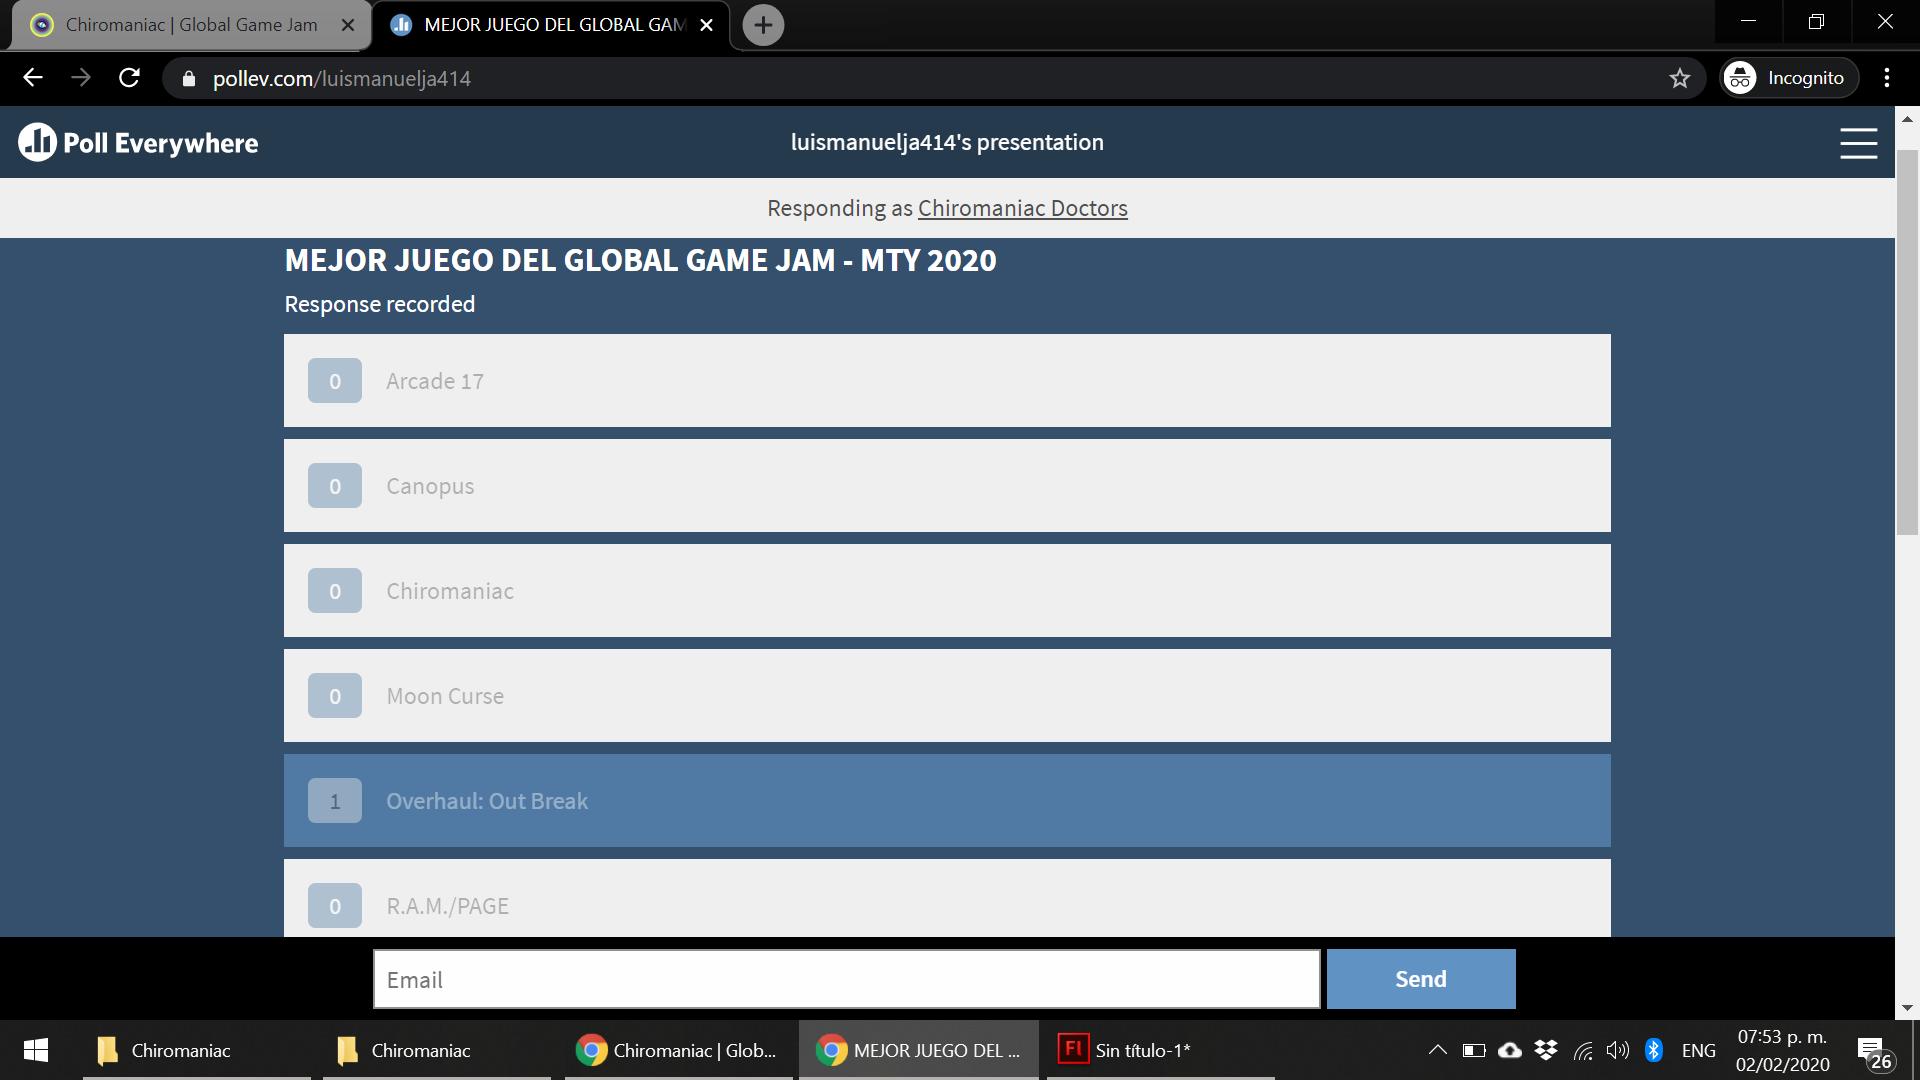 Chiromaniac | Global Game Jam
MEJOR JUEGO DEL GLOBAL GAM
pollev.com/luismanuelja414
Incognito
Poll Everywhere
luismanuelja414's presentation
Responding as Chiromaniac Doctors
MEJOR JUEGO DEL GLOBAL GAME JAM - MTY 2020
Response recorded
0 Arcade 17
0 Canopus
0 Chiromaniac
0 Moon Curse
1 Overhaul: Out Break
0 R.A.M./PAGE
Email
Send
Chiromaniac
Chiromaniac
Chiromaniac | Glob...
MEJOR JUEGO DEL ...
Fl
Sin título-1*
ENG
07:53 p. m.
02/02/2020
26